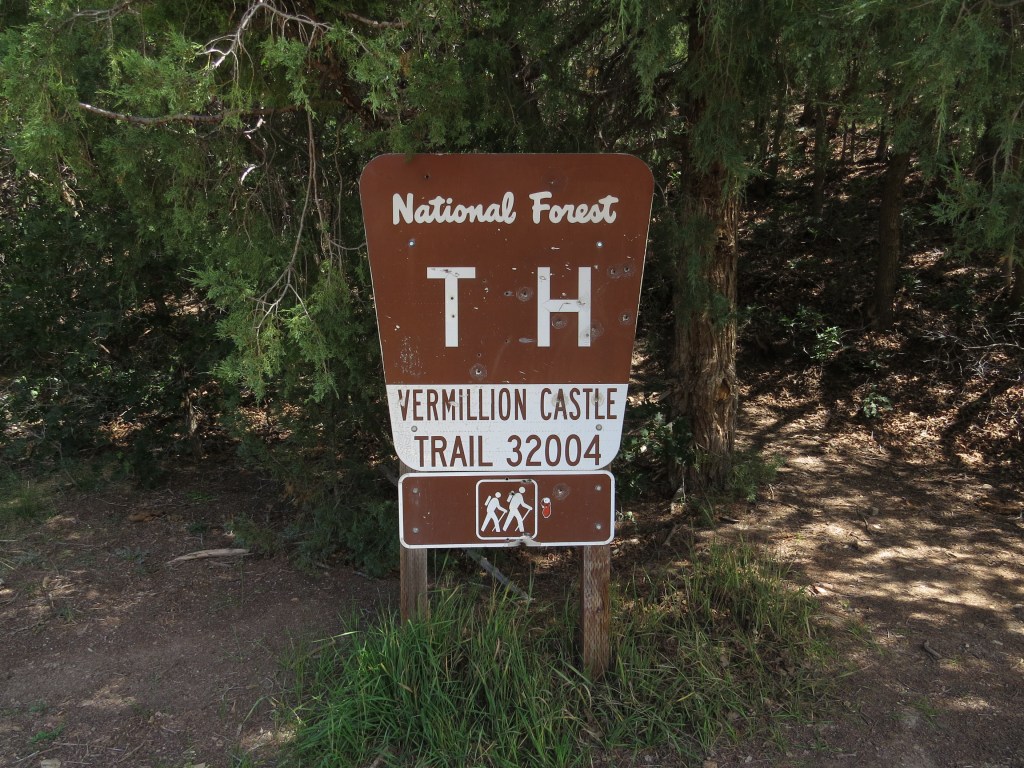 National Forest
T H
VERMILLION CASTLE
TRAIL 32004